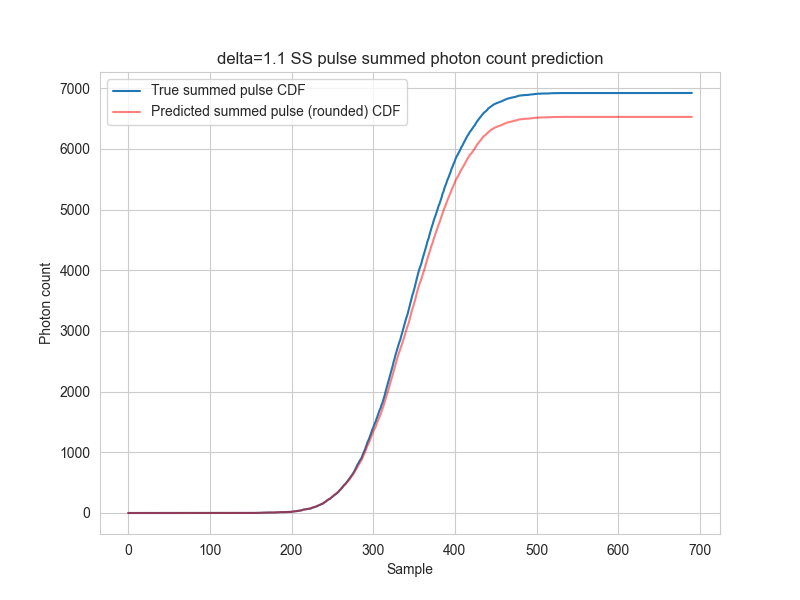 delta=1.1 SS pulse summed photon count prediction
True summed pulse CDF
Predicted summed pulse (rounded) CDF
7000
6000
5000
4000
3000
2000
1000
0
Photon count
0 100 200 300 400 500 600 700
Sample